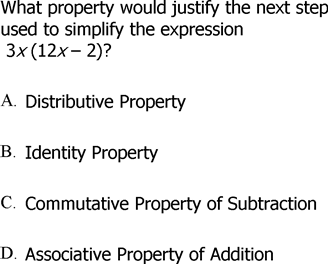 What property would justify the next step
used to simplify the expression
3x (12x – 2)?
A. Distributive Property
B. Identity Property
C. Commutative Property of Subtraction
D. Associative Property of Addition